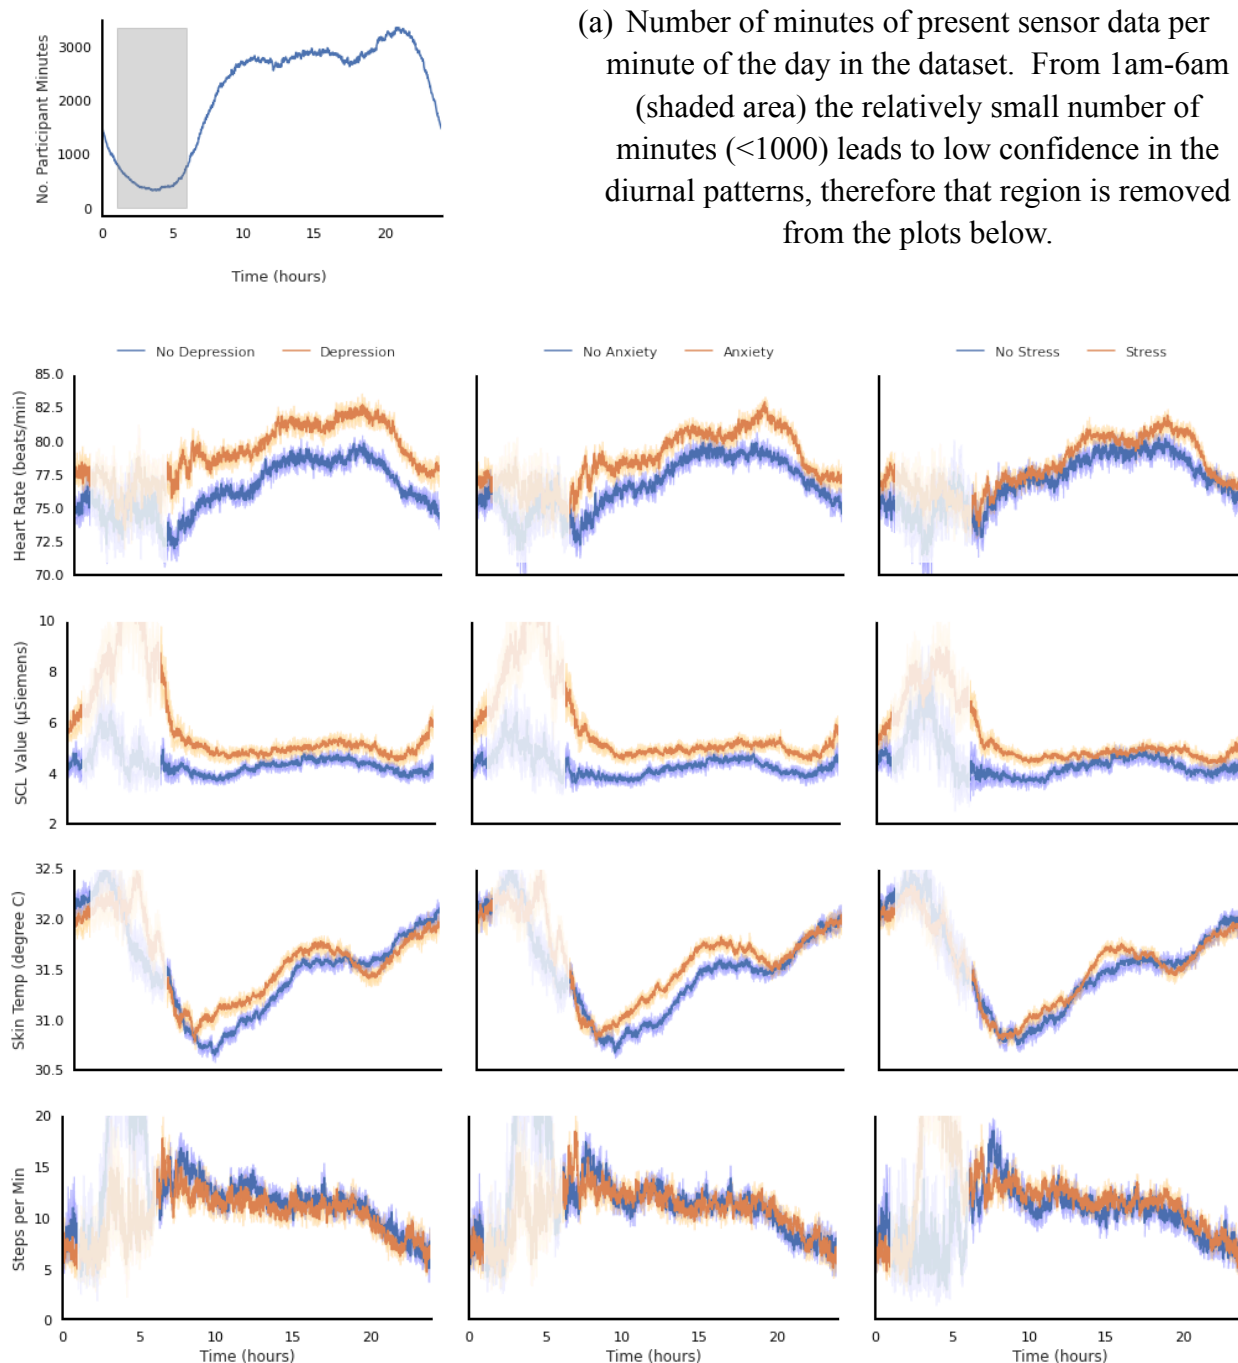 3000
2000
1000
0
No. Participant Minutes
0 5 10 15 20
Time (hours)
(a) Number of minutes of present sensor data per
minute of the day in the dataset. From 1am-6am
(shaded area) the relatively small number of
minutes (<1000) leads to low confidence in the
diurnal patterns, therefore that region is removed
from the plots below.
No Depression Depression
No Anxiety Anxiety
No Stress Stress
85.0
82.5
80.0
77.5
75.0
72.5
70.0
Heart Rate (beats/min)
10
8
6
4
2
SCL Value (µSiemens)
32.5
32.0
31.5
31.0
30.5
Skin Temp (degree C)
20
15
10
5
0
Steps per Min
0 5 10 15 20
Time (hours)
0 5 10 15 20
Time (hours)
0 5 10 15 20
Time (hours)